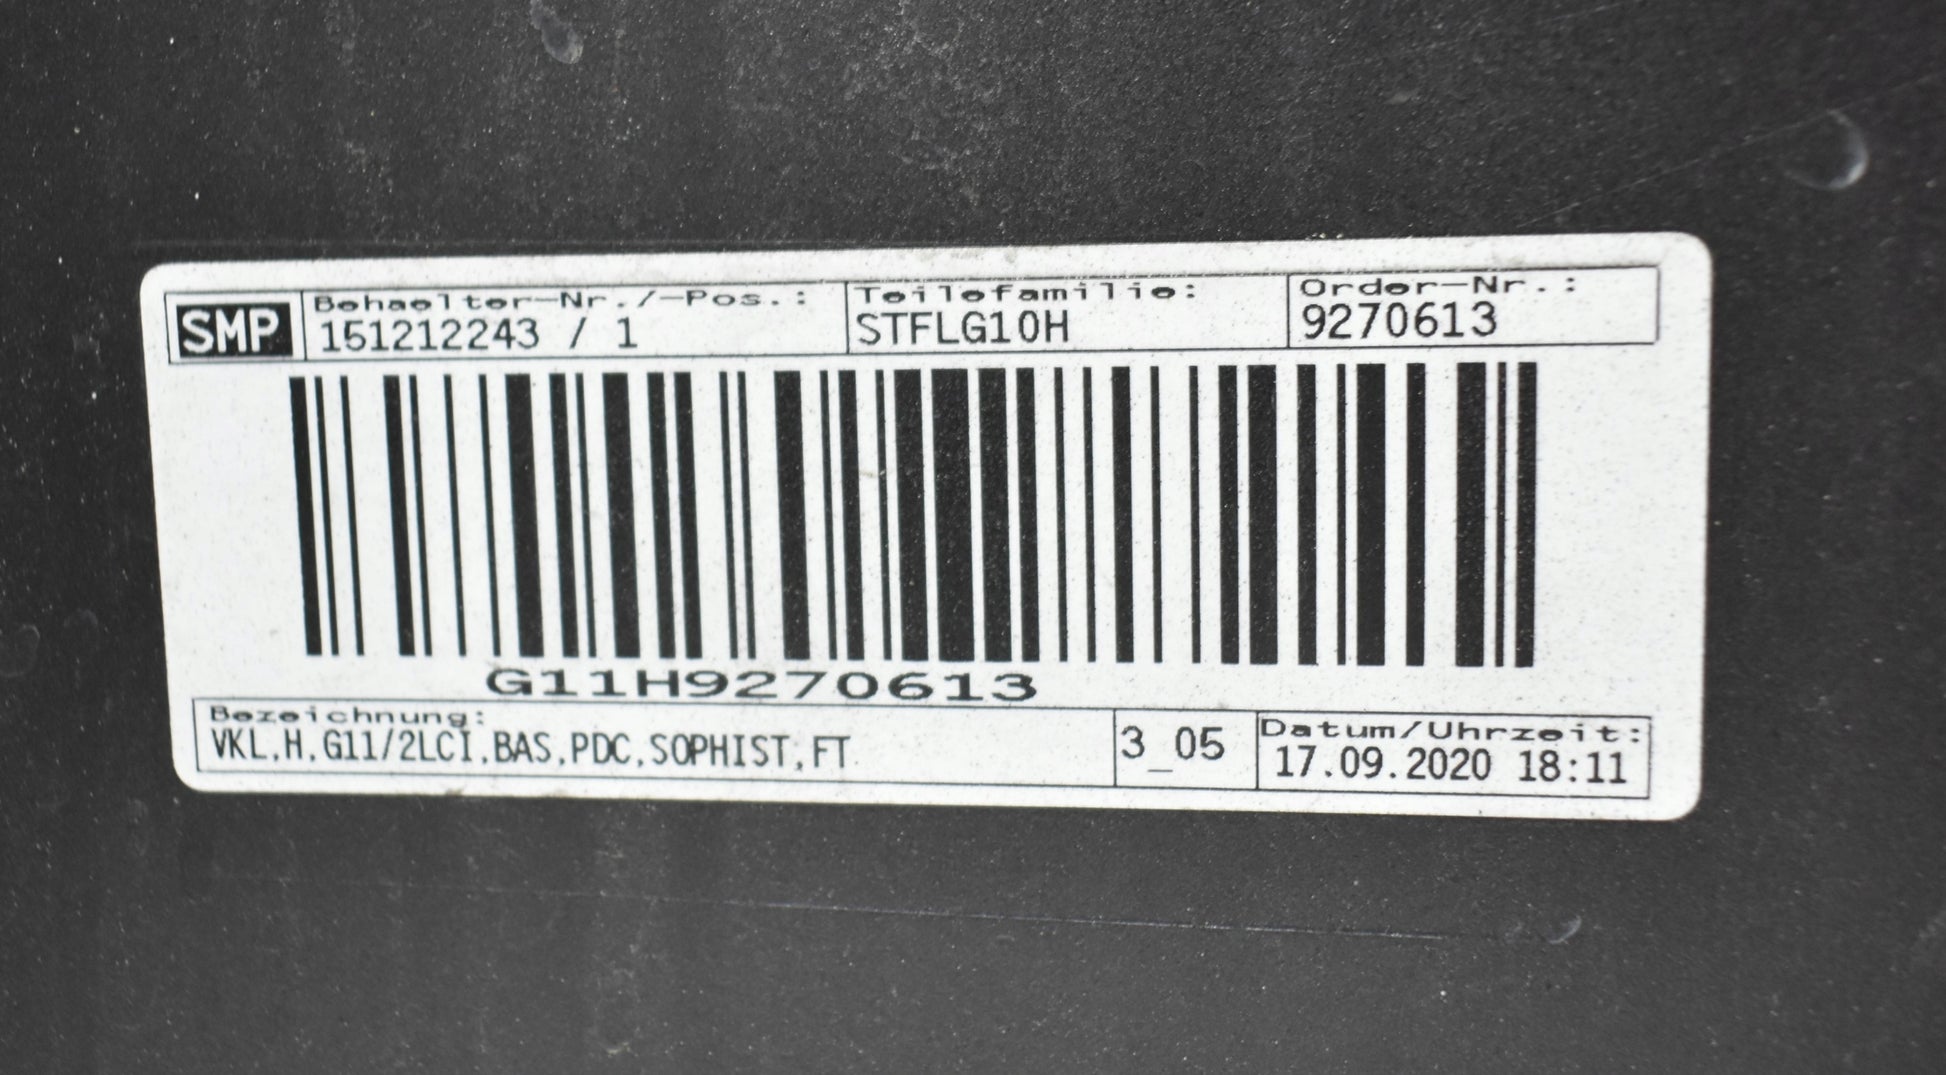 SMP
Behaelter-Nr./-Pos.:
151212243 / 1
Teilefamilie:
STFLG10H
Order-Nr.:
9270613
G11H9270613
Bezeichnung:
VKL,H,G11/2LCI,BAS,PDC,SOPHIST,FT
3_05
Datum/Uhrzeit:
17.09.2020 18:11